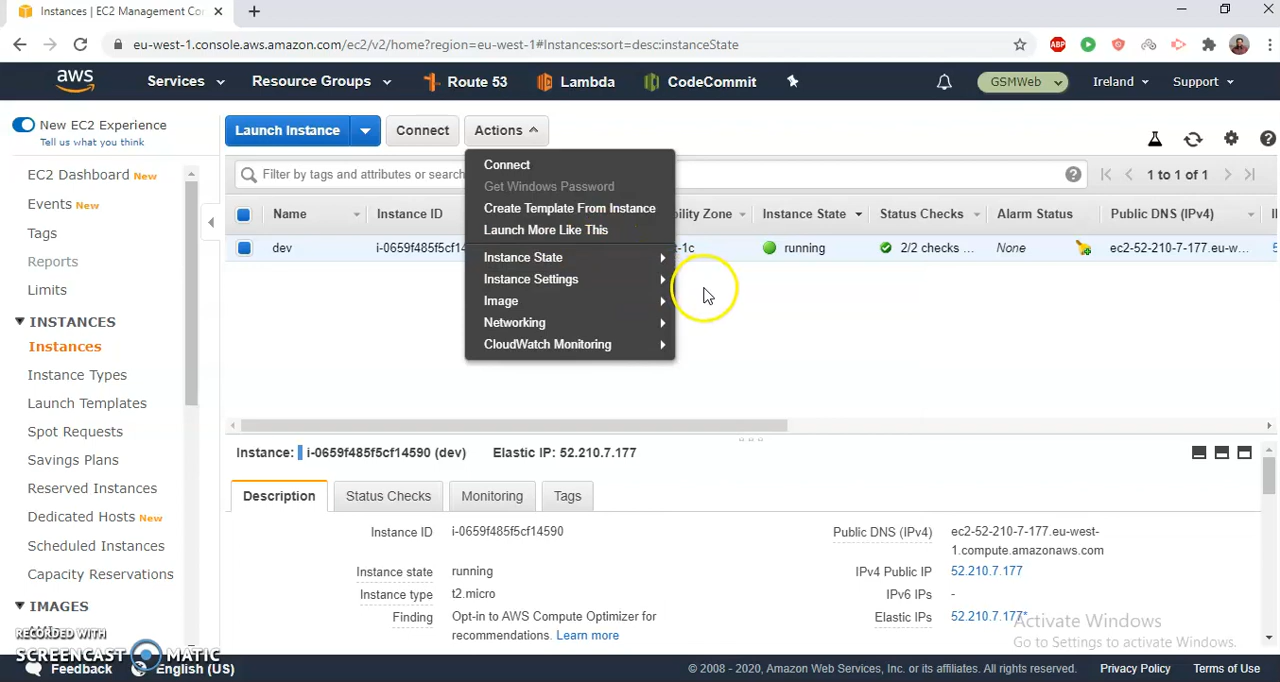 Instances | EC2 Management Co
eu-west-1.console.aws.amazon.com/ec2/v2/home?region=eu-west-1#Instances:sort=desc:instanceState
ABP
aws Services Resource Groups Route 53 Lambda CodeCommit GSMWeb Ireland Support
New EC2 Experience
Tell us what you think
EC2 Dashboard New
Events New
Tags
Reports
Limits
INSTANCES
Instances
Instance Types
Launch Templates
Spot Requests
Savings Plans
Reserved Instances
Dedicated Hosts New
Scheduled Instances
Capacity Reservations
IMAGES
Launch Instance Connect Actions
Filter by tags and attributes or search
1 to 1 of 1
Connect
Get Windows Password
Create Template From Instance
Launch More Like This
Instance State
Instance Settings
Image
Networking
CloudWatch Monitoring
Name Instance ID bility Zone Instance State Status Checks Alarm Status Public DNS (IPv4)
dev i-0659f485f5cf14 t-1c running 2/2 checks ... None ec2-52-210-7-177.eu-w...
Instance: i-0659f485f5cf14590 (dev) Elastic IP: 52.210.7.177
Description Status Checks Monitoring Tags
Instance ID i-0659f485f5cf14590
Instance state running
Instance type t2.micro
Finding Opt-in to AWS Compute Optimizer for
recommendations. Learn more
Public DNS (IPv4) ec2-52-210-7-177.eu-west-
1.compute.amazonaws.com
IPv4 Public IP 52.210.7.177
IPv6 IPs -
Elastic IPs 52.210.7.177*
Activate Windows
Go to Settings to activate Windows.
RECORDED WITH
SCREENCAST MATIC
Feedback English (US)
© 2008 - 2020, Amazon Web Services, Inc. or its affiliates. All rights reserved. Privacy Policy Terms of Use